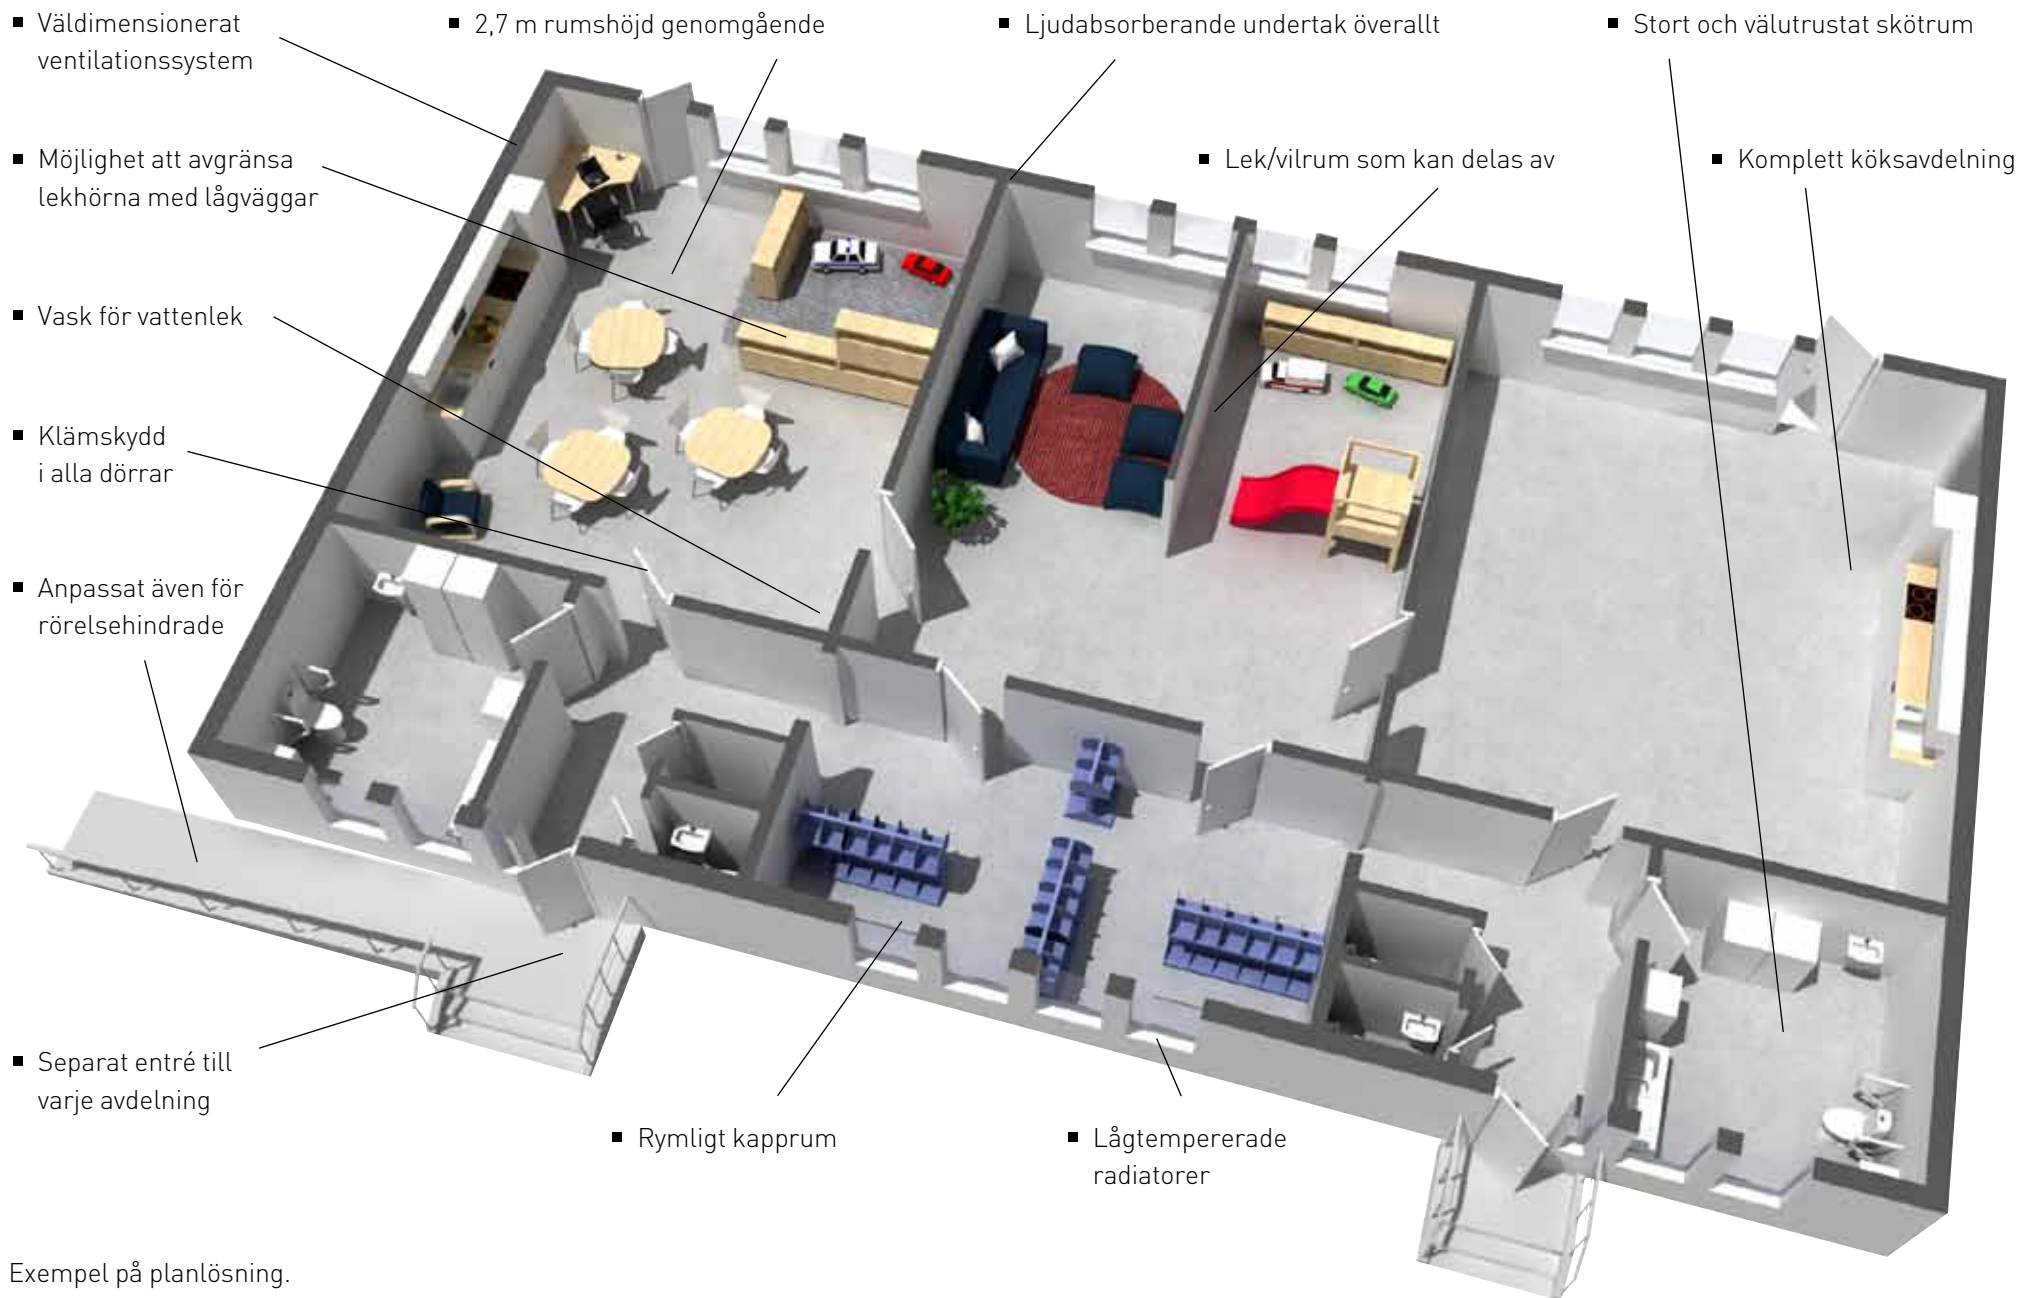 ▪ Väldimensionerat
ventilationssystem
▪ 2,7 m rumshöjd genomgående
▪ Ljudabsorberande undertak överallt
▪ Stort och välutrustat skötrum
▪ Möjlighet att avgränsa
lekhörna med lågväggar
▪ Lek/vilrum som kan delas av
▪ Komplett köksavdelning
▪ Vask för vattenlek
▪ Klämskydd
i alla dörrar
▪ Anpassat även för
rörelsehindrade
▪ Separat entré till
varje avdelning
▪ Rymligt kapprum
▪ Lågtempererade
radiatorer
Exempel på planlösning.